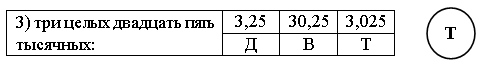 3) три целых двадцать пять 3,25 30,25 3,025
тысячных: Д В Т
Т